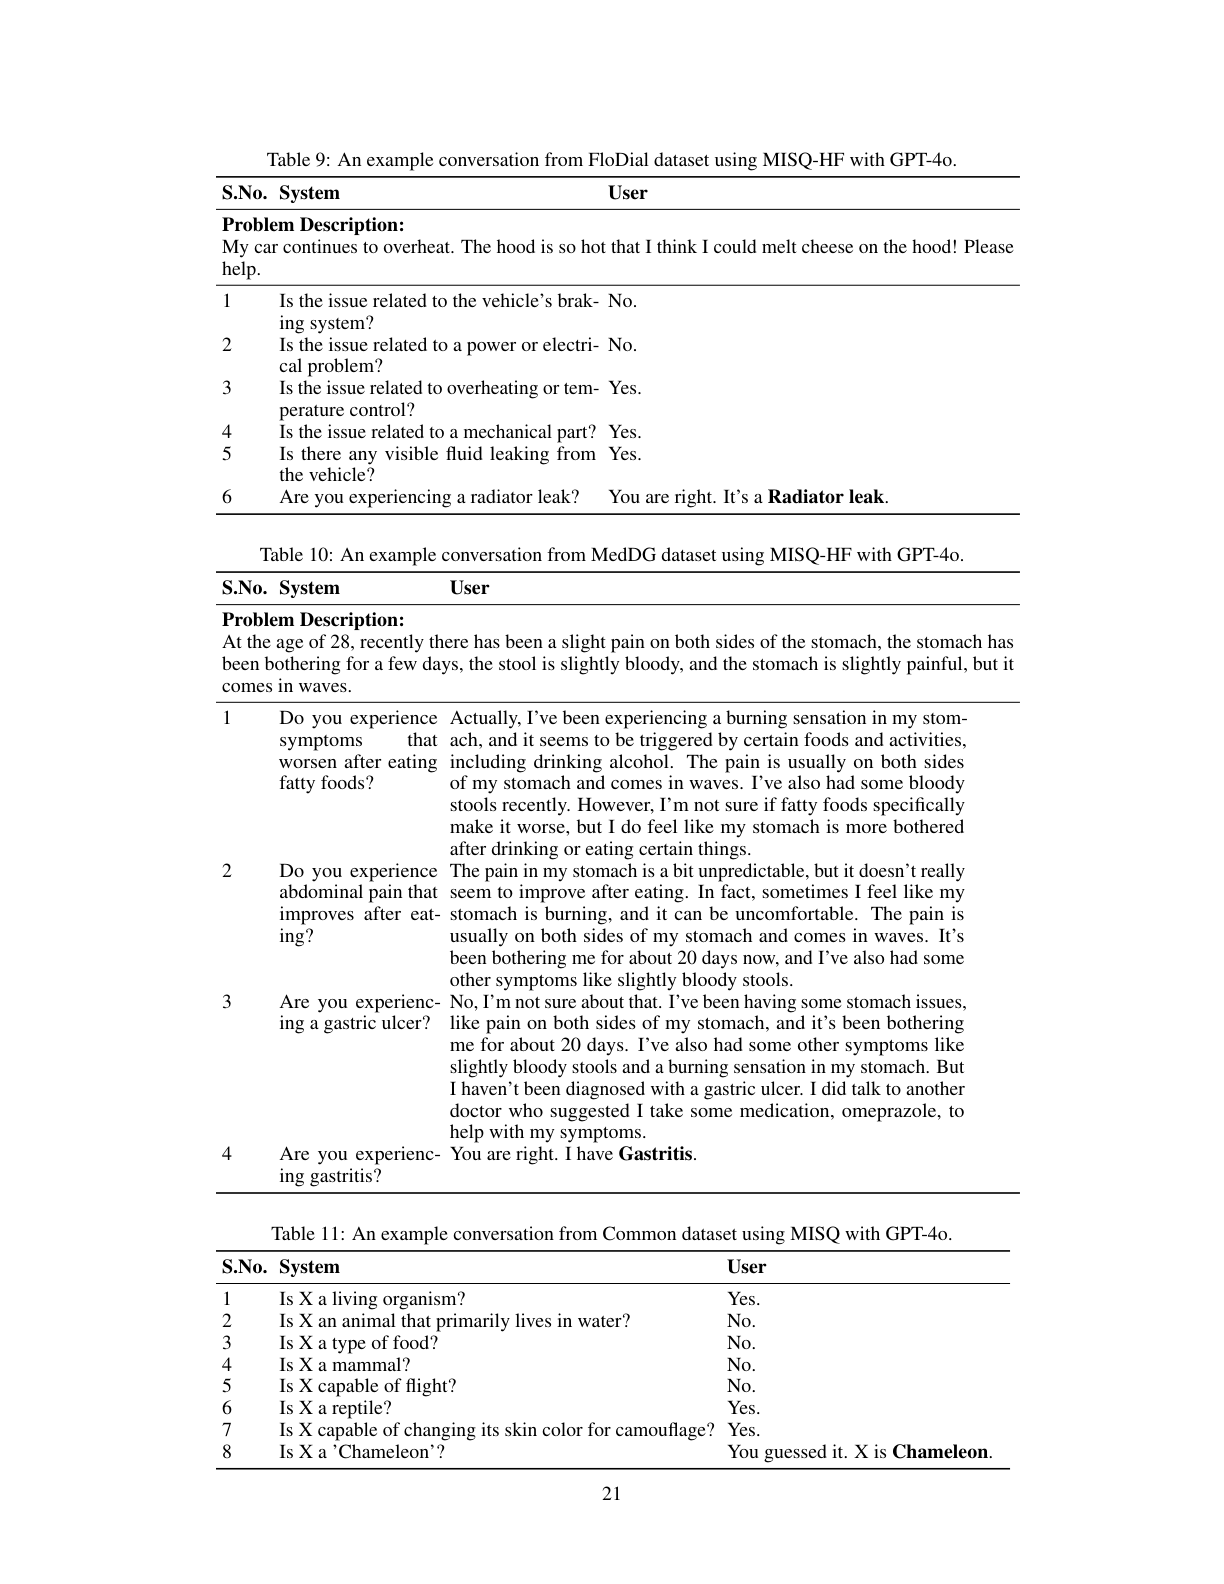 Table 9: An example conversation from FloDial dataset using MISQ-HF with GPT-4o.
S.No. System User
Problem Description:
My car continues to overheat. The hood is so hot that I think I could melt cheese on the hood! Please
help.
1 Is the issue related to the vehicle's brak- No.
ing system?
2 Is the issue related to a power or electri- No.
cal problem?
3 Is the issue related to overheating or tem- Yes.
perature control?
4 Is the issue related to a mechanical part? Yes.
5 Is there any visible fluid leaking from Yes.
the vehicle?
6 Are you experiencing a radiator leak? You are right. It's a Radiator leak.
Table 10: An example conversation from MedDG dataset using MISQ-HF with GPT-4o.
S.No. System User
Problem Description:
At the age of 28, recently there has been a slight pain on both sides of the stomach, the stomach has
been bothering for a few days, the stool is slightly bloody, and the stomach is slightly painful, but it
comes in waves.
1 Do you experience Actually, I've been experiencing a burning sensation in my stom-
symptoms that ach, and it seems to be triggered by certain foods and activities,
worsen after eating including drinking alcohol. The pain is usually on both sides
fatty foods? of my stomach and comes in waves. I've also had some bloody
stools recently. However, I'm not sure if fatty foods specifically
make it worse, but I do feel like my stomach is more bothered
after drinking or eating certain things.
2 Do you experience The pain in my stomach is a bit unpredictable, but it doesn't really
abdominal pain that seem to improve after eating. In fact, sometimes I feel like my
improves after eat- stomach is burning, and it can be uncomfortable. The pain is
ing? usually on both sides of my stomach and comes in waves. It's
been bothering me for about 20 days now, and I've also had some
other symptoms like slightly bloody stools.
3 Are you experienc- No, I'm not sure about that. I've been having some stomach issues,
ing a gastric ulcer? like pain on both sides of my stomach, and it's been bothering
me for about 20 days. I've also had some other symptoms like
slightly bloody stools and a burning sensation in my stomach. But
I haven't been diagnosed with a gastric ulcer. I did talk to another
doctor who suggested I take some medication, omeprazole, to
help with my symptoms.
4 Are you experienc- You are right. I have Gastritis.
ing gastritis?
Table 11: An example conversation from Common dataset using MISQ with GPT-4o.
S.No. System User
1 Is X a living organism? Yes.
2 Is X an animal that primarily lives in water? No.
3 Is X a type of food? No.
4 Is X a mammal? No.
5 Is X capable of flight? No.
6 Is X a reptile? Yes.
7 Is X capable of changing its skin color for camouflage? Yes.
8 Is X a 'Chameleon'? You guessed it. X is Chameleon.
21